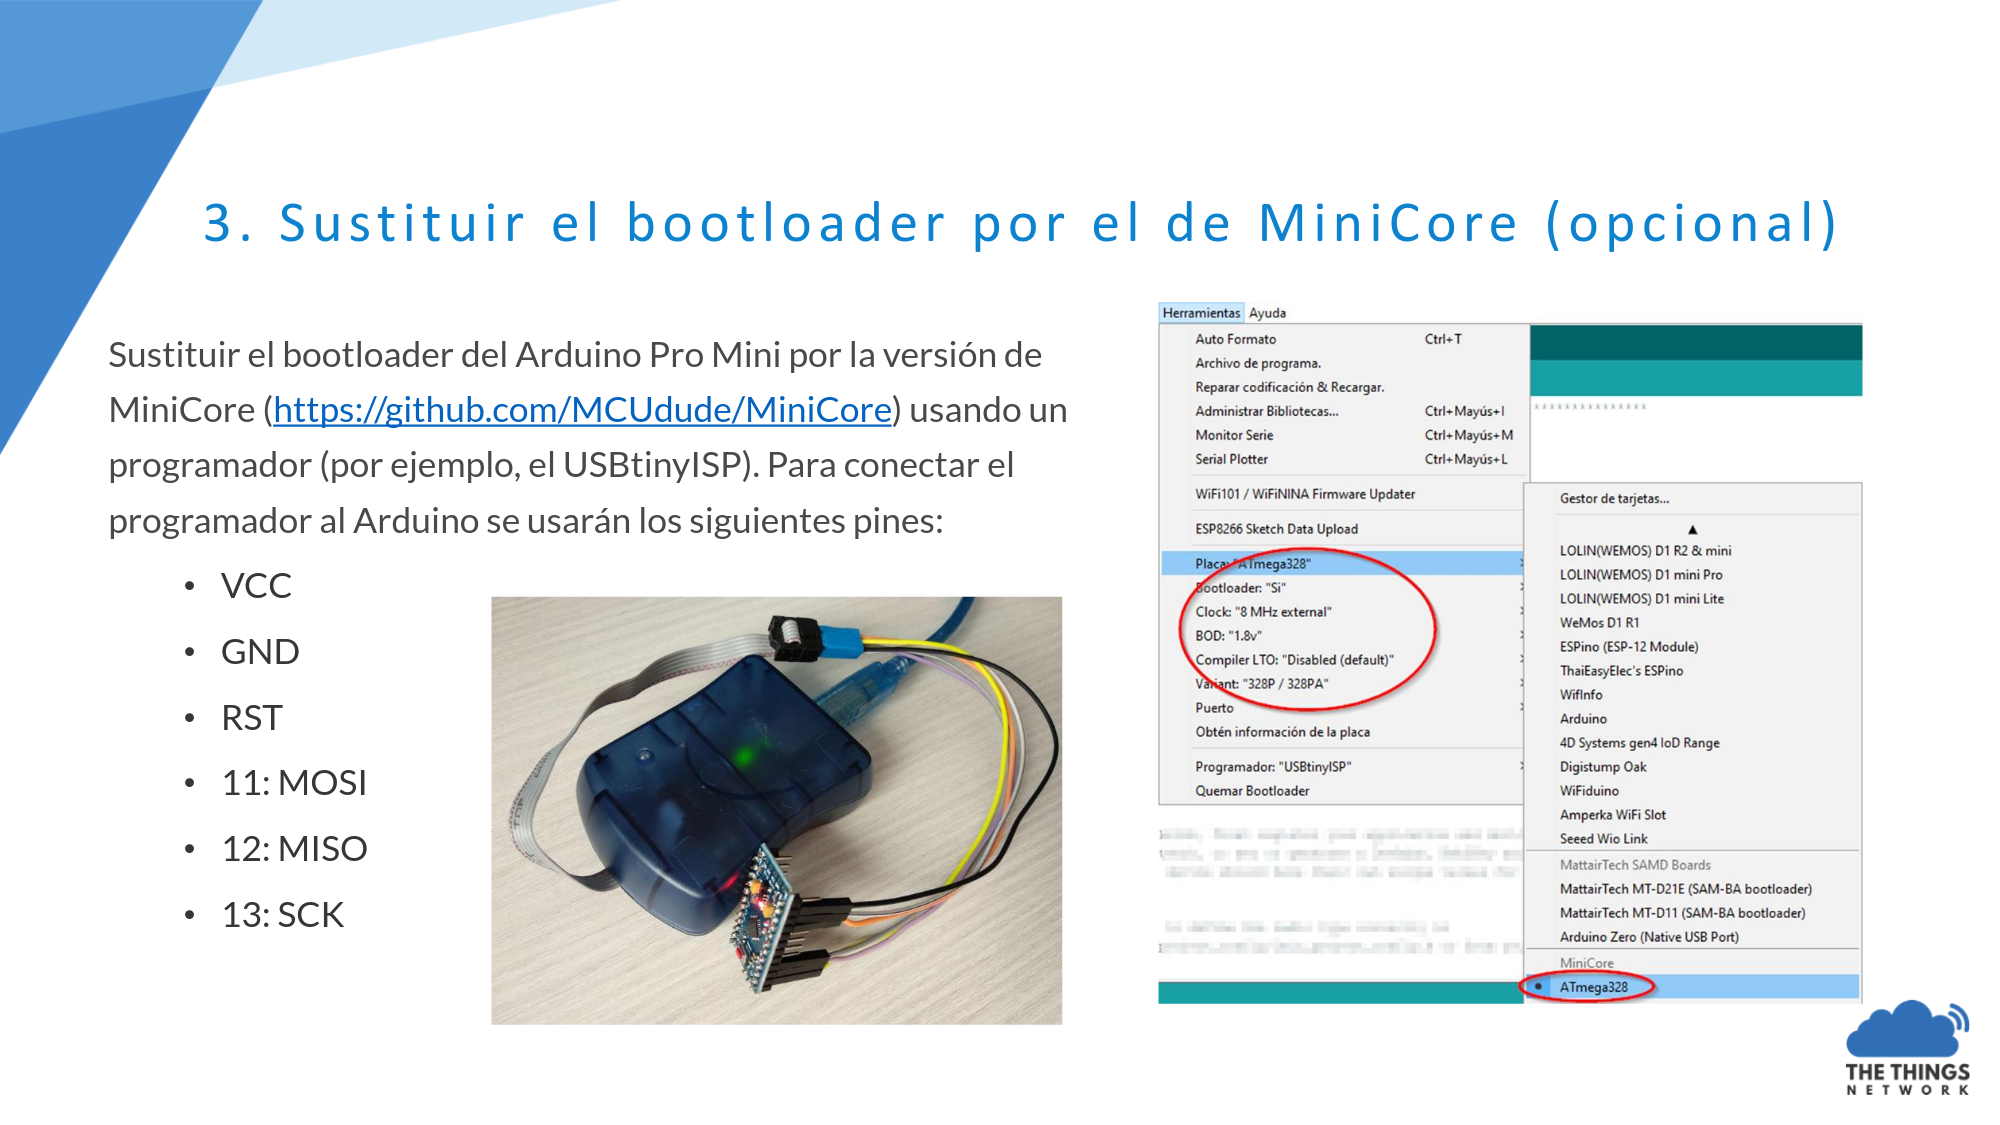 3. Sustituir el bootloader por el de MiniCore (opcional)
Sustituir el bootloader del Arduino Pro Mini por la versión de
MiniCore (https://github.com/MCUdude/MiniCore) usando un
programador (por ejemplo, el USBtinyISP). Para conectar el
programador al Arduino se usarán los siguientes pines:
• VCC
• GND
• RST
• 11: MOSI
• 12: MISO
• 13: SCK
Herramientas Ayuda
Auto Formato Ctrl+T
Archivo de programa.
Reparar codificación & Recargar.
Administrar Bibliotecas... Ctrl+Mayús+I
Monitor Serie Ctrl+Mayús+M
Serial Plotter Ctrl+Mayús+L
WiFi101 / WiFiNINA Firmware Updater
ESP8266 Sketch Data Upload
Placa: "ATmega328"
Bootloader: "Si"
Clock: "8 MHz external"
BOD: "1.8v"
Compiler LTO: "Disabled (default)"
Variant: "328P / 328PA"
Puerto
Obtén información de la placa
Programador: "USBtinyISP"
Quemar Bootloader
***************
Gestor de tarjetas...
LOLIN(WEMOS) D1 R2 & mini
LOLIN(WEMOS) D1 mini Pro
LOLIN(WEMOS) D1 mini Lite
WeMos D1 R1
ESPino (ESP-12 Module)
ThaiEasyElec's ESPino
WifInfo
Arduino
4D Systems gen4 IoD Range
Digistump Oak
WiFiduino
Amperka WiFi Slot
Seeed Wio Link
MattairTech SAMD Boards
MattairTech MT-D21E (SAM-BA bootloader)
MattairTech MT-D11 (SAM-BA bootloader)
Arduino Zero (Native USB Port)
MiniCore
ATmega328
THE THINGS
NETWORK